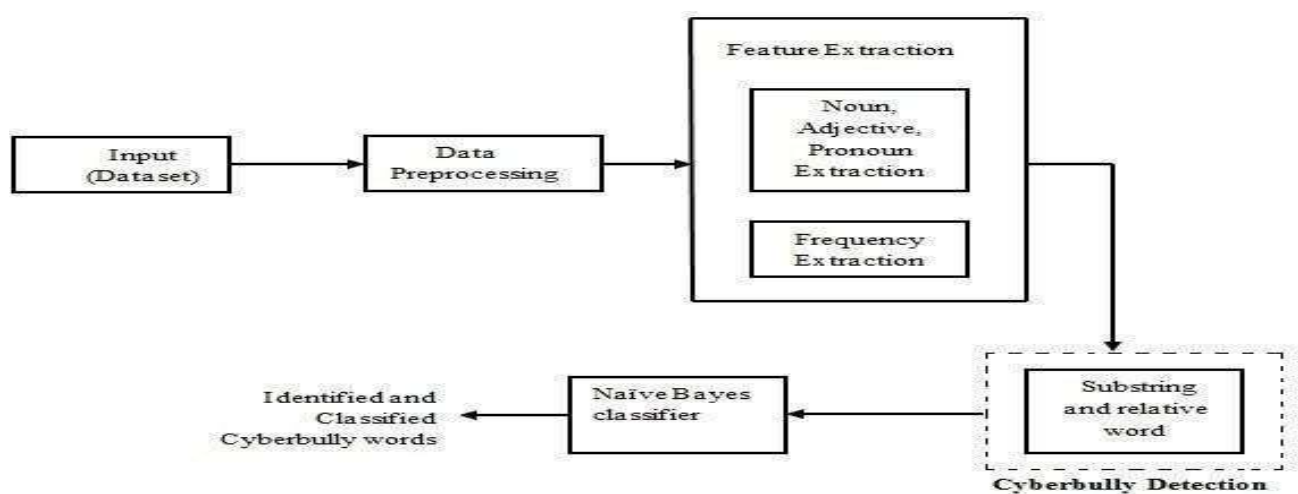 Feature Extraction
Noun,
Adjective,
Pronoun
Extraction
Input
(Dataset)
Data
Preprocessing
Frequency
Extraction
Substring
and relative
word
Cyberbully Detection
Naïve Bayes
classifier
Identified and
Classified
Cyberbully words